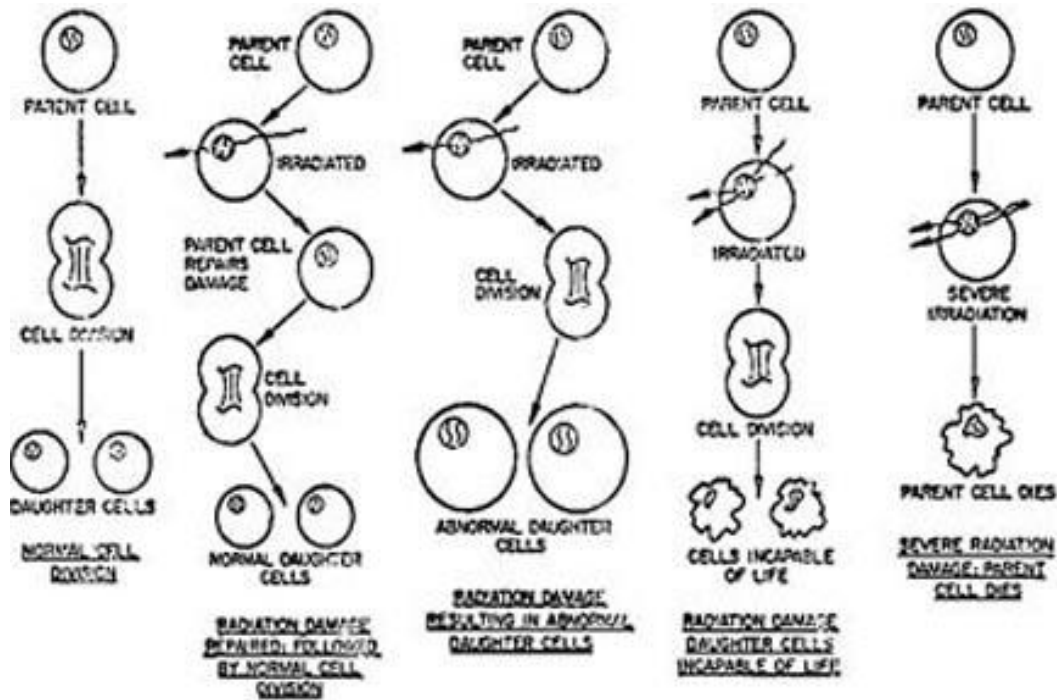 PARENT CELL
CELL DIVISION
DAUGHTER CELLS
NORMAL CELL
DIVISION
PARENT
CELL
IRRADIATED
PARENT CELL
REPAIRS
DAMAGE
CELL
DIVISION
NORMAL DAUGHTER
CELLS
RADIATION DAMAGE
REPAIRED; FOLLOWED
BY NORMAL CELL
DIVISION
PARENT
CELL
IRRADIATED
CELL
DIVISION
ABNORMAL DAUGHTER
CELLS
RADIATION DAMAGE
RESULTING IN ABNORMAL
DAUGHTER CELLS
PARENT CELL
IRRADIATED
CELL DIVISION
CELLS INCAPABLE
OF LIFE
RADIATION DAMAGE
DAUGHTER CELLS
INCAPABLE OF LIFE
PARENT CELL
SEVERE
IRRADIATION
PARENT CELL DIES
SEVERE RADIATION
DAMAGE; PARENT
CELL DIES